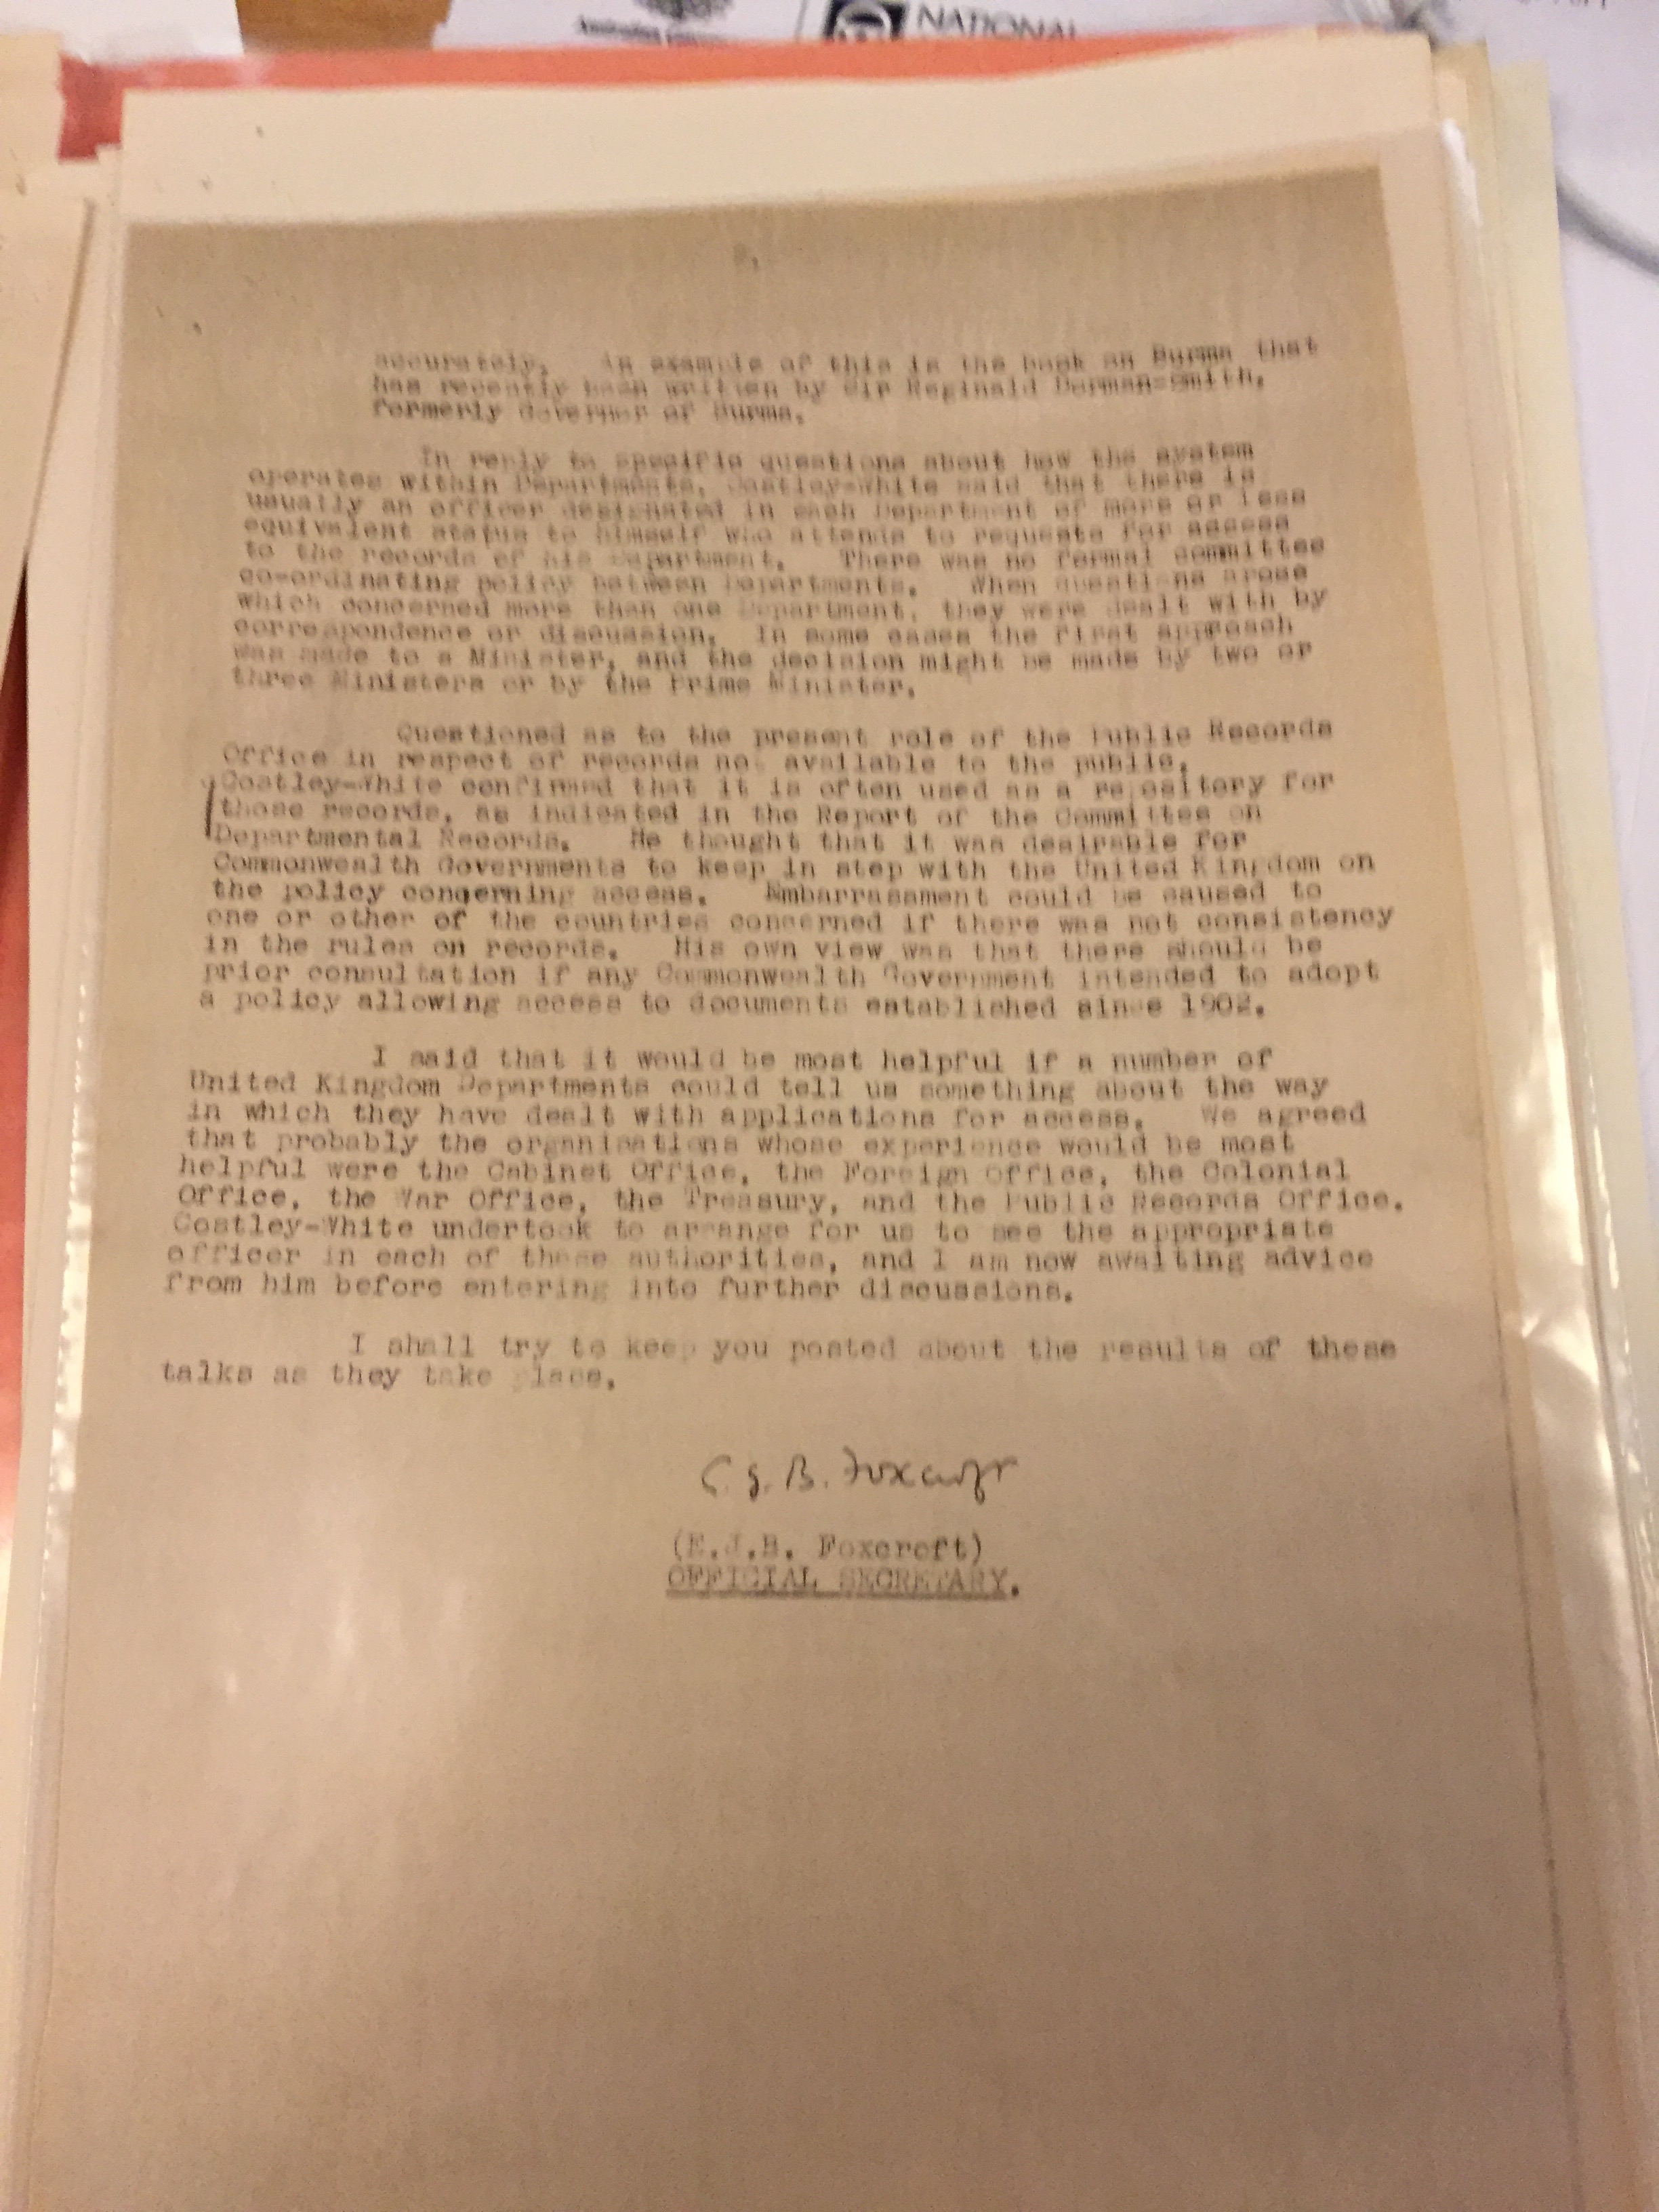 NATIONAL
accurately. An example of this is the book on Burma that
has recently been written by Sir Reginald Dorman-Smith,
formerly Governor of Burma.
In reply to specific questions about how the system
operates within Departments, Costley-White said that there is
usually an officer designated in each Department of more or less
equivalent status to himself who attends to requests for access
to the records of his Department. There was no formal committee
co-ordinating policy between Departments. When questions arose
which concerned more than one Department, they were dealt with by
correspondence or discussion. In some cases the first approach
was made to a Minister, and the decision might be made by two or
three Ministers or by the Prime Minister.
Questioned as to the present role of the Public Records
Office in respect of records not available to the public,
Costley-White confirmed that it is often used as a repository for
those records, as indicated in the Report of the Committee on
Departmental Records. He thought that it was desirable for
Commonwealth Governments to keep in step with the United Kingdom on
the policy concerning access. Embarrassment could be caused to
one or other of the countries concerned if there was not consistency
in the rules on records. His own view was that there should be
prior consultation if any Commonwealth Government intended to adopt
a policy allowing access to documents established since 1902.
I said that it would be most helpful if a number of
United Kingdom Departments could tell us something about the way
in which they have dealt with applications for access. We agreed
that probably the organisations whose experience would be most
helpful were the Cabinet Office, the Foreign Office, the Colonial
Office, the War Office, the Treasury, and the Public Records Office.
Costley-White undertook to arrange for us to see the appropriate
officer in each of these authorities, and I am now awaiting advice
from him before entering into further discussions.
I shall try to keep you posted about the results of these
talks as they take place.
E.J.B. Foxcroft
(E.J.B. Foxcroft)
OFFICIAL SECRETARY.